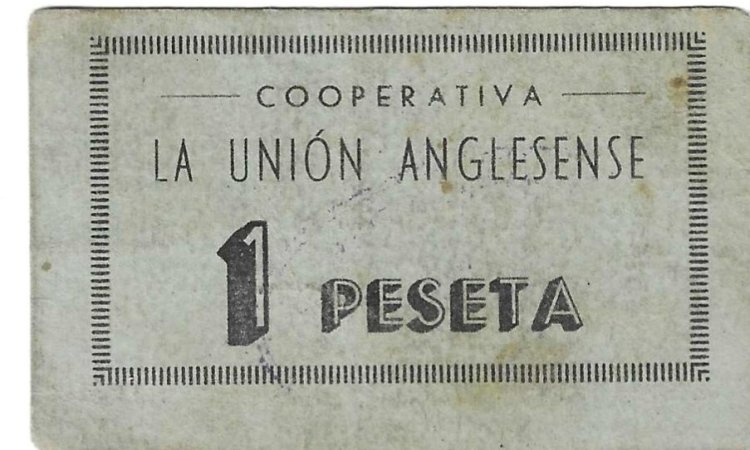 COOPERATIVA
LA UNIÓN ANGLESENSE
1 PESETA